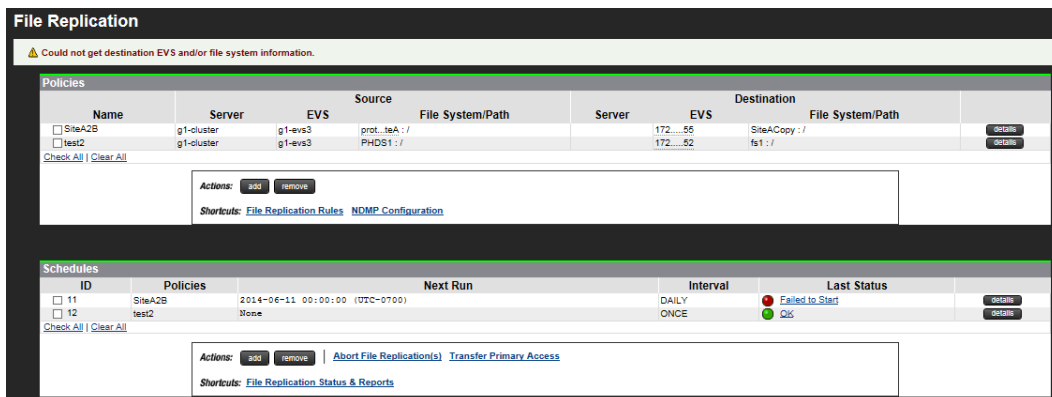 File Replication
Could not get destination EVS and/or file system information.
Policies
Source Destination
Name Server EVS File System/Path Server EVS File System/Path
SiteA2B g1-cluster g1-evs3 prot...teA : / 172.....55 SiteACopy : / details
test2 g1-cluster g1-evs3 PHDS1 : / 172.....52 fs1 : / details
Check All | Clear All
Actions: add remove
Shortcuts: File Replication Rules NDMP Configuration
Schedules
ID Policies Next Run Interval Last Status
11 SiteA2B 2014-06-11 00:00:00 (UTC-0700) DAILY Failed to Start details
12 test2 None ONCE OK details
Check All | Clear All
Actions: add remove | Abort File Replication(s) Transfer Primary Access
Shortcuts: File Replication Status & Reports